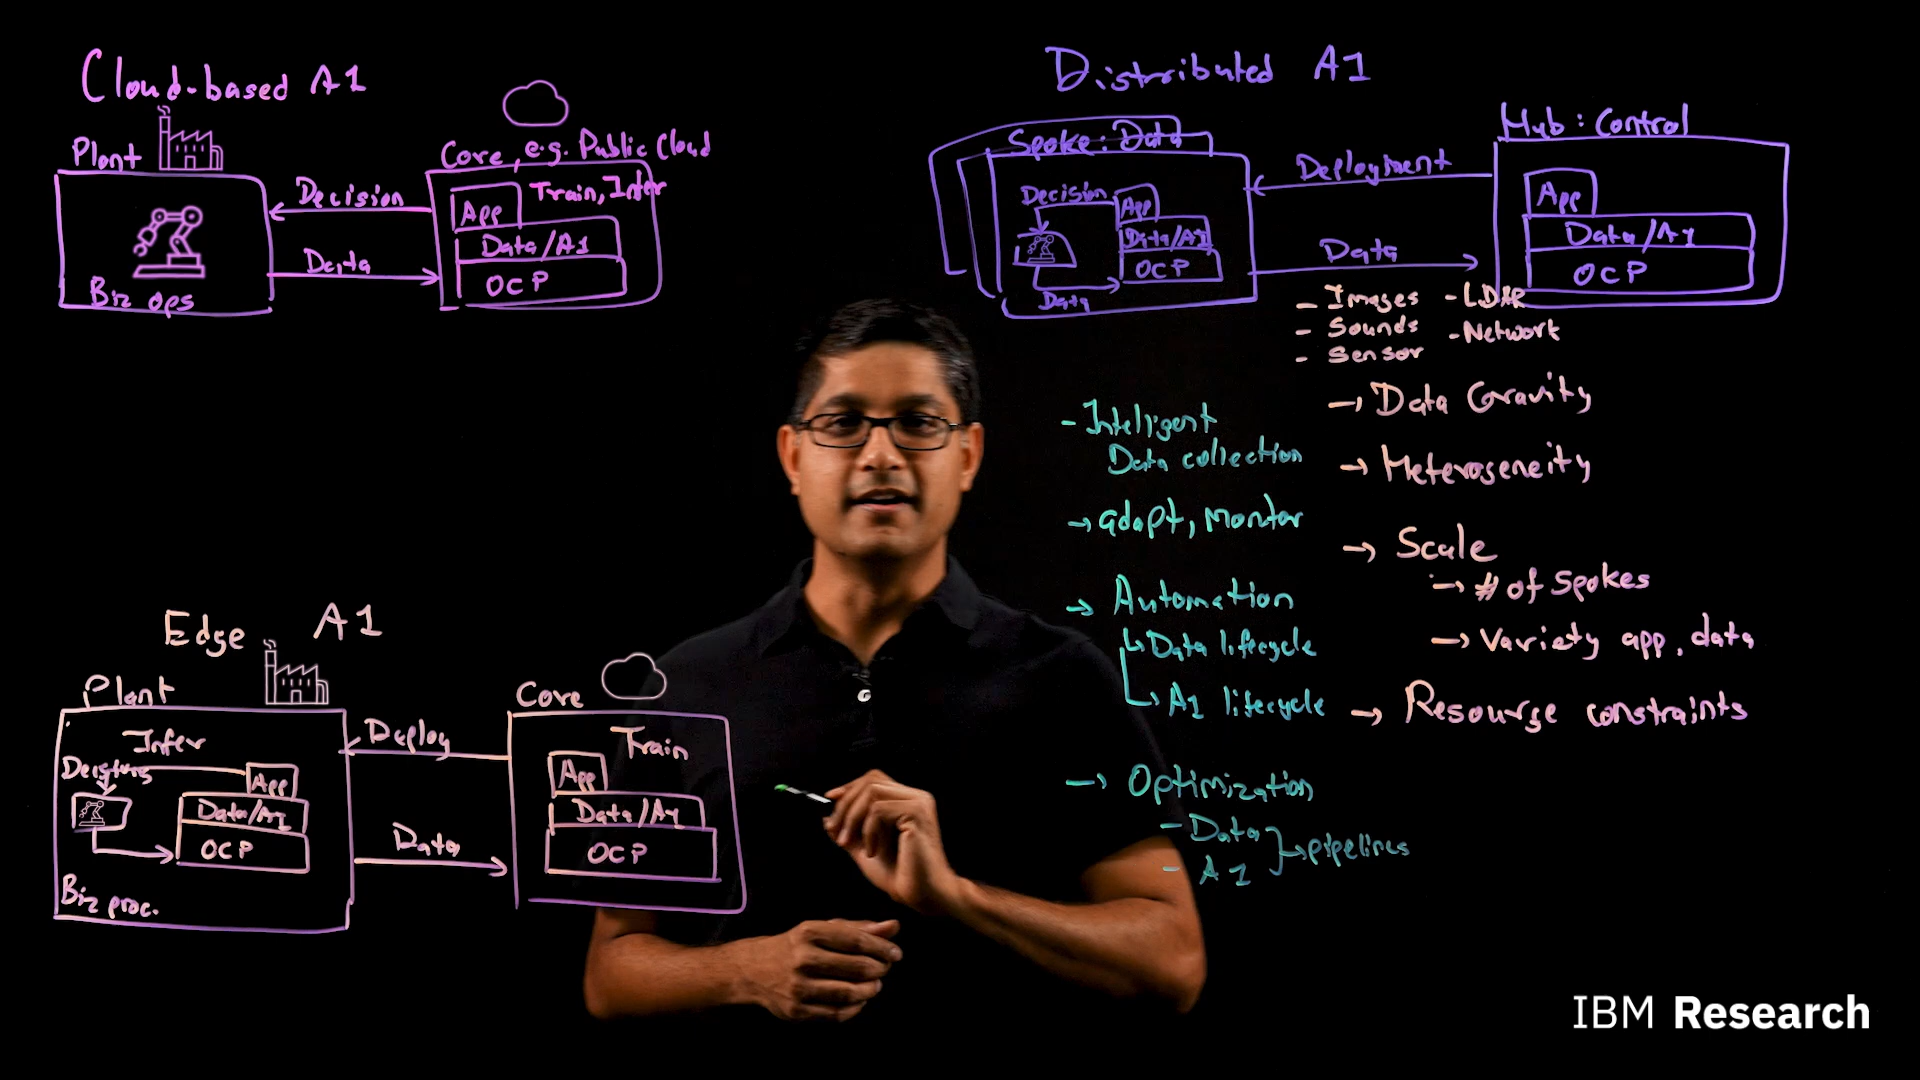 Cloud-based AI
Plant
Biz ops
Decision
Data
Core, e.g. Public Cloud
Train, Infer
App
Data/AI
OCP
Edge AI
Plant
Infer
Decisions
App
Data/AI
OCP
Biz proc.
Deploy
Data
Core
Train
App
Data/AI
OCP
Distributed AI
Spoke: Data
Decision
App
Data/AI
OCP
Data
Deployment
Data
Hub: Control
App
Data/AI
OCP
- Images - LDAR
- Sounds - Network
- Sensor
→ Data Gravity
→ Heterogeneity
→ Scale
→ # of Spokes
→ Variety app, data
→ Resource constraints
- Intelligent
Data collection
→ adapt, monitor
→ Automation
↳ Data lifecycle
↳ AI lifecycle
→ Optimization
- Data
- AI
→ pipelines
IBM Research